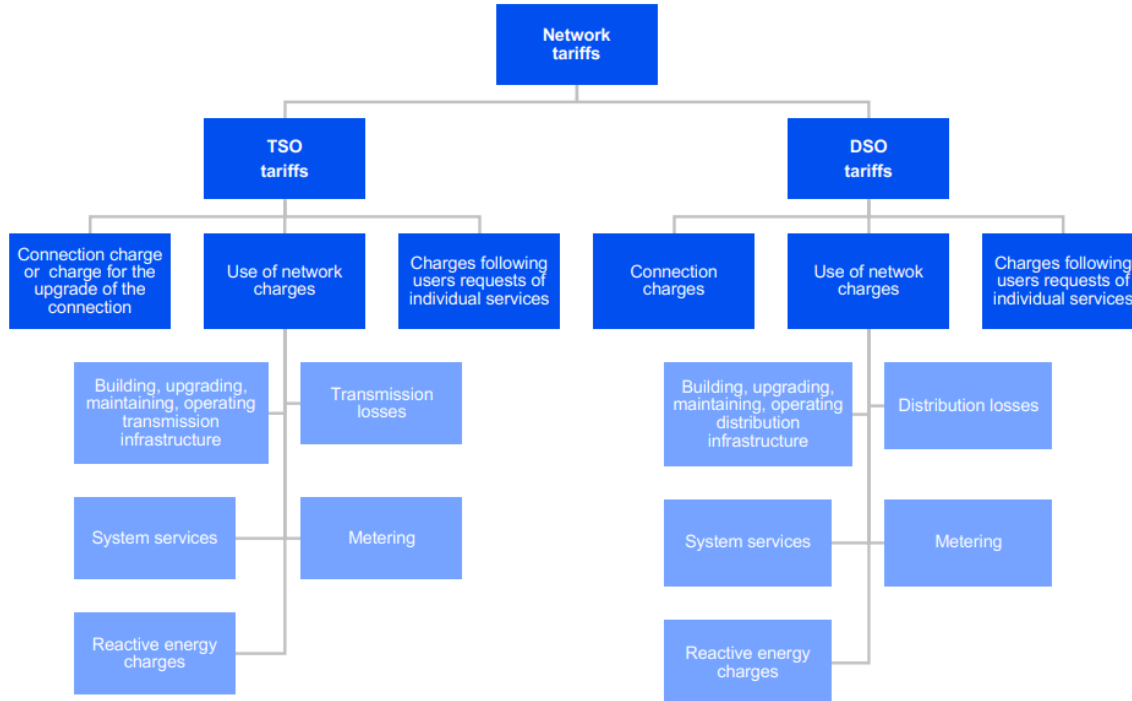 Network
tariffs
TSO
tariffs
DSO
tariffs
Connection charge
or charge for the
upgrade of the
connection
Use of network
charges
Charges following
users requests of
individual services
Connection
charges
Use of netwok
charges
Charges following
users requests of
individual services
Building, upgrading,
maintaining, operating
transmission
infrastructure
Transmission
losses
Building, upgrading,
maintaining, operating
distribution
infrastructure
Distribution losses
System services
Metering
System services
Metering
Reactive energy
charges
Reactive energy
charges